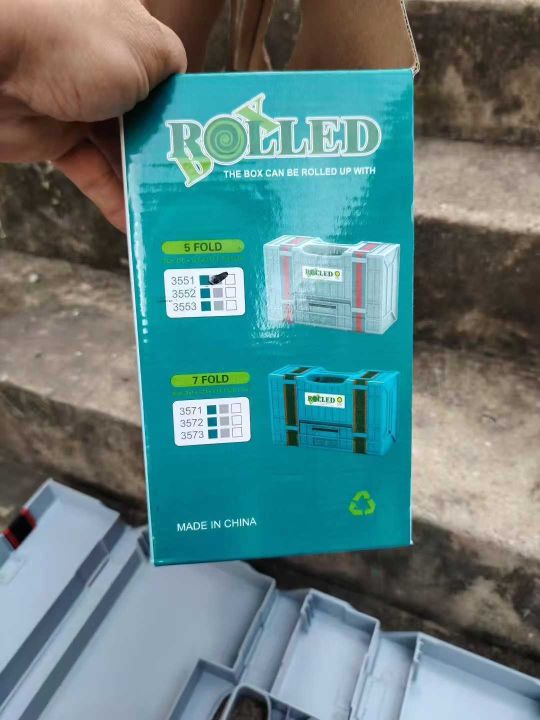 ROLLED
BOX
THE BOX CAN BE ROLLED UP WITH
5 FOLD
3551
3552
3553
ROLLED
7 FOLD
3571
3572
3573
ROLLED
MADE IN CHINA